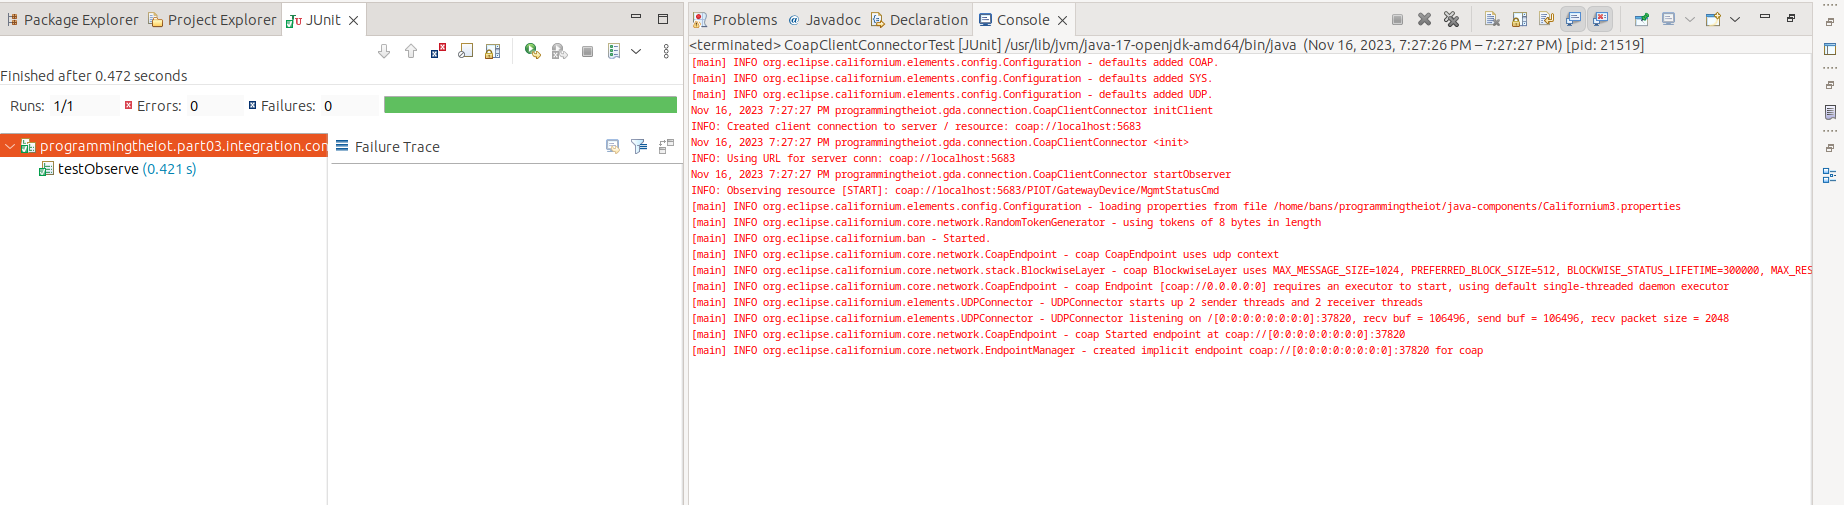 Package Explorer Project Explorer JUnit
Finished after 0.472 seconds
Runs: 1/1 Errors: 0 Failures: 0
programmingtheiot.part03.integration.con
testObserve (0.421 s)
Failure Trace
Problems Javadoc Declaration Console
<terminated> CoapClientConnectorTest [JUnit] /usr/lib/jvm/java-17-openjdk-amd64/bin/java (Nov 16, 2023, 7:27:26 PM – 7:27:27 PM) [pid: 21519]
[main] INFO org.eclipse.californium.elements.config.Configuration - defaults added COAP.
[main] INFO org.eclipse.californium.elements.config.Configuration - defaults added SYS.
[main] INFO org.eclipse.californium.elements.config.Configuration - defaults added UDP.
Nov 16, 2023 7:27:27 PM programmingtheiot.gda.connection.CoapClientConnector initClient
INFO: Created client connection to server / resource: coap://localhost:5683
Nov 16, 2023 7:27:27 PM programmingtheiot.gda.connection.CoapClientConnector <init>
INFO: Using URL for server conn: coap://localhost:5683
Nov 16, 2023 7:27:27 PM programmingtheiot.gda.connection.CoapClientConnector startObserver
INFO: Observing resource [START]: coap://localhost:5683/PIOT/GatewayDevice/MgmtStatusCmd
[main] INFO org.eclipse.californium.elements.config.Configuration - loading properties from file /home/bans/programmingtheiot/java-components/Californium3.properties
[main] INFO org.eclipse.californium.core.network.RandomTokenGenerator - using tokens of 8 bytes in length
[main] INFO org.eclipse.californium.ban - Started.
[main] INFO org.eclipse.californium.core.network.CoapEndpoint - coap CoapEndpoint uses udp context
[main] INFO org.eclipse.californium.core.network.stack.BlockwiseLayer - coap BlockwiseLayer uses MAX_MESSAGE_SIZE=1024, PREFERRED_BLOCK_SIZE=512, BLOCKWISE_STATUS_LIFETIME=300000, MAX_RES
[main] INFO org.eclipse.californium.core.network.CoapEndpoint - coap Endpoint [coap://0.0.0.0:0] requires an executor to start, using default single-threaded daemon executor
[main] INFO org.eclipse.californium.elements.UDPConnector - UDPConnector starts up 2 sender threads and 2 receiver threads
[main] INFO org.eclipse.californium.elements.UDPConnector - UDPConnector listening on /[0:0:0:0:0:0:0:0]:37820, recv buf = 106496, send buf = 106496, recv packet size = 2048
[main] INFO org.eclipse.californium.core.network.CoapEndpoint - coap Started endpoint at coap://[0:0:0:0:0:0:0:0]:37820
[main] INFO org.eclipse.californium.core.network.EndpointManager - created implicit endpoint coap://[0:0:0:0:0:0:0:0]:37820 for coap